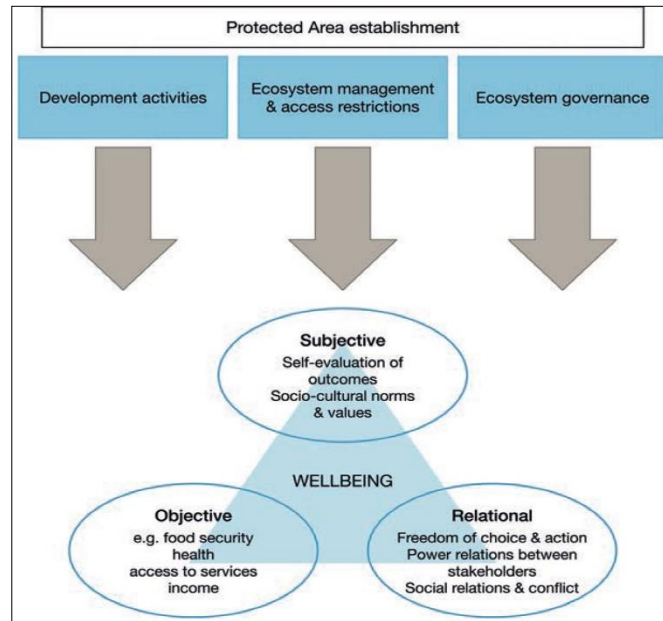 Protected Area establishment
Development activities
Ecosystem management
& access restrictions
Ecosystem governance
Subjective
Self-evaluation of
outcomes
Socio-cultural norms
& values
WELLBEING
Objective
e.g. food security
health
access to services
income
Relational
Freedom of choice & action
Power relations between
stakeholders
Social relations & conflict